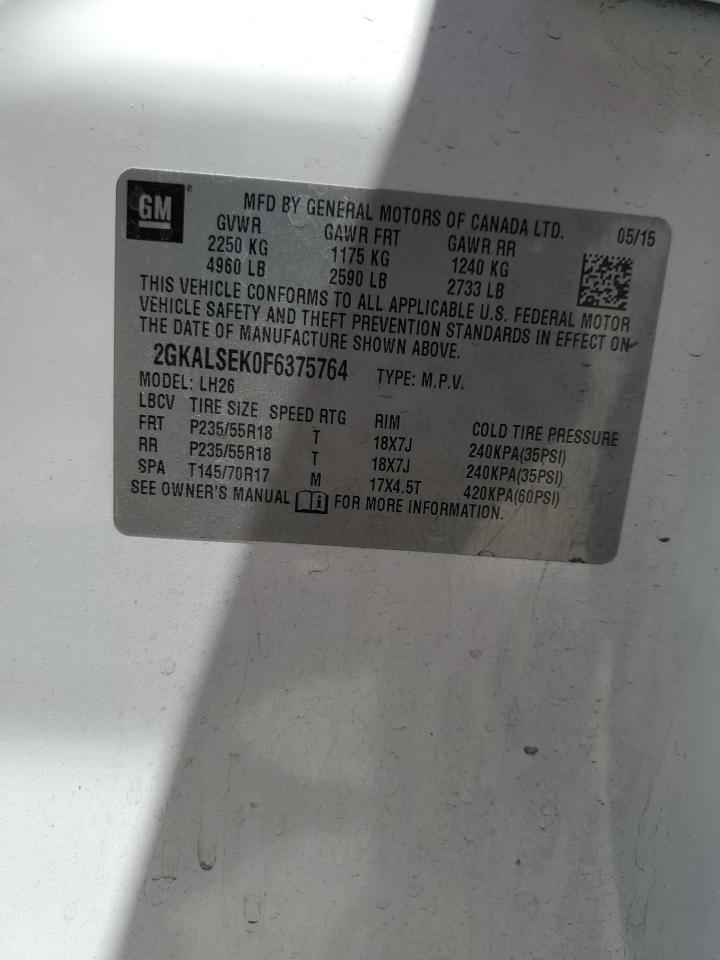 GM® MFD BY GENERAL MOTORS OF CANADA LTD. 05/15
GVWR GAWR FRT GAWR RR
2250 KG 1175 KG 1240 KG
4960 LB 2590 LB 2733 LB
THIS VEHICLE CONFORMS TO ALL APPLICABLE U.S. FEDERAL MOTOR
VEHICLE SAFETY AND THEFT PREVENTION STANDARDS IN EFFECT ON
THE DATE OF MANUFACTURE SHOWN ABOVE.
2GKALSEK0F6375764 TYPE: M.P.V.
MODEL: LH26
LBCV TIRE SIZE SPEED RTG RIM COLD TIRE PRESSURE
FRT P235/55R18 T 18X7J 240KPA(35PSI)
RR P235/55R18 T 18X7J 240KPA(35PSI)
SPA T145/70R17 M 17X4.5T 420KPA(60PSI)
SEE OWNER'S MANUAL FOR MORE INFORMATION.